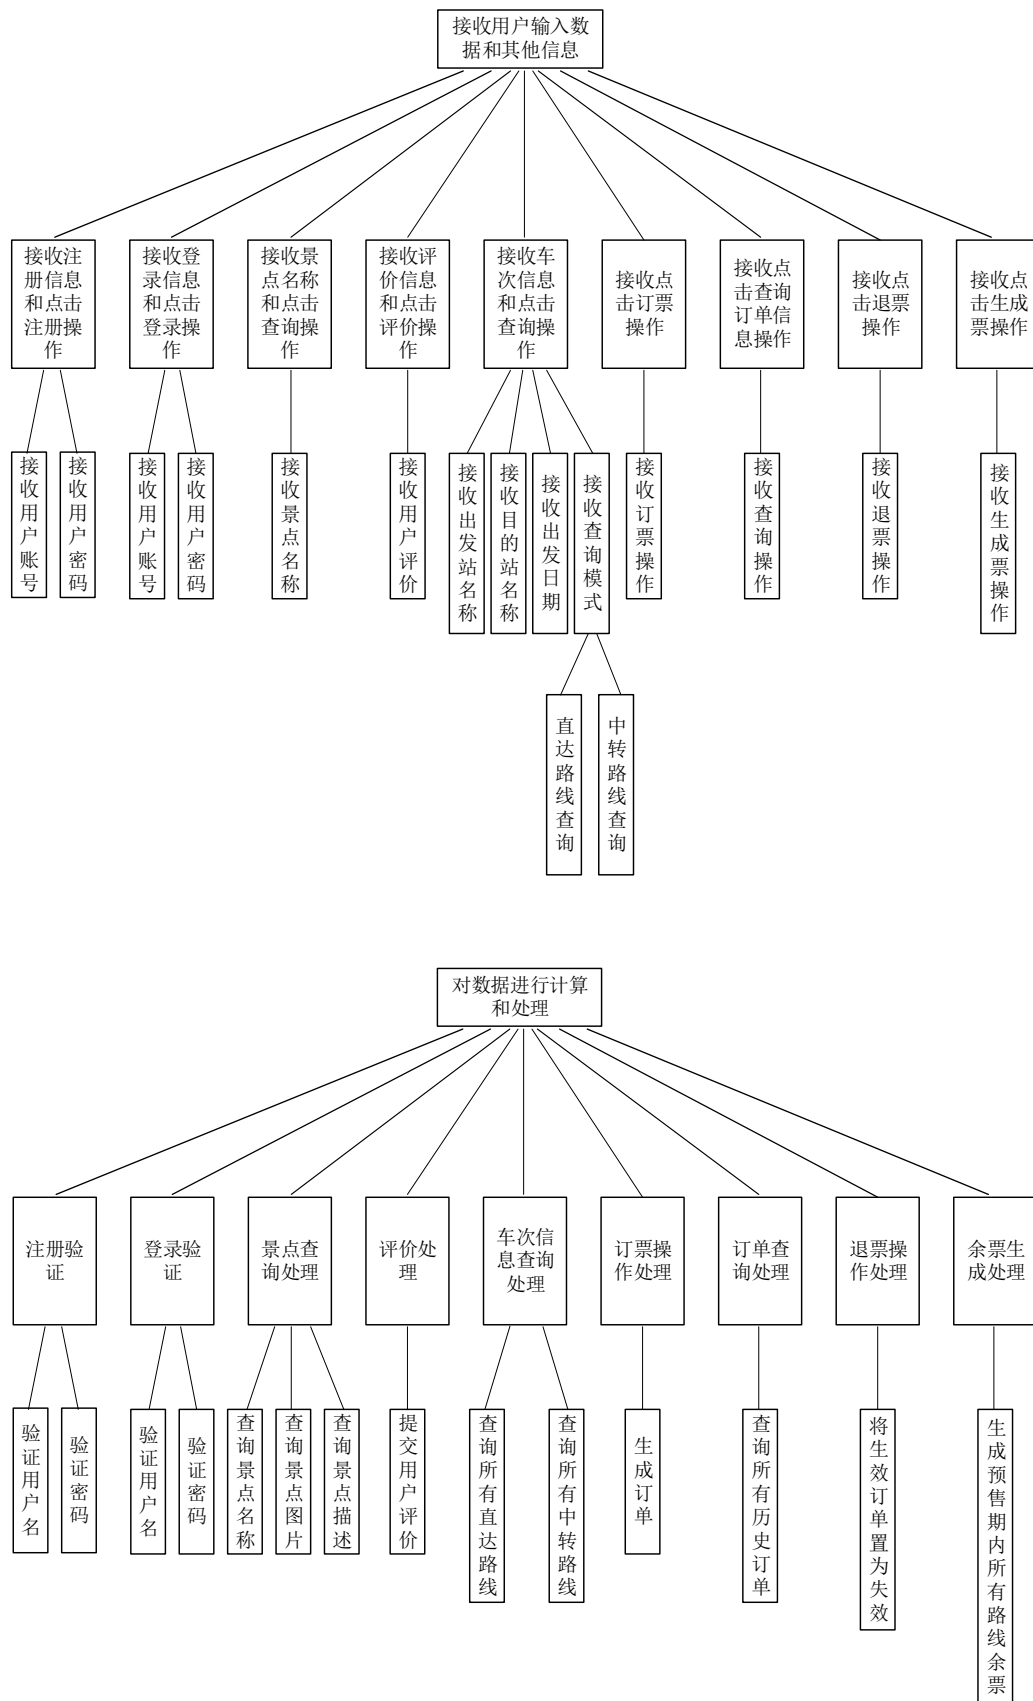 接收用户输入数
据和其他信息
接收注
册信息
和点击
注册操
作
接收登
录信息
和点击
登录操
作
接收景
点名称
和点击
查询操
作
接收评
价信息
和点击
评价操
作
接收车
次信息
和点击
查询操
作
接收点
击订票
操作
接收点
击查询
订单信
息操作
接收点
击退票
操作
接收点
击生成
票操作
接收用户账号
接收用户密码
接收用户账号
接收用户密码
接收景点名称
接收用户评价
接收出发站名称
接收目的站名称
接收出发日期
接收查询模式
接收订票操作
接收查询操作
接收退票操作
接收生成票操作
直达路线查询
中转路线查询
对数据进行计算
和处理
注册验
证
登录验
证
景点查
询处理
评价处
理
车次信
息查询
处理
订票操
作处理
订单查
询处理
退票操
作处理
余票生
成处理
验证用户名
验证密码
验证用户名
验证密码
查询景点名称
查询景点图片
查询景点描述
提交用户评价
查询所有直达路线
查询所有中转路线
生成订单
查询所有历史订单
将生效订单置为失效
生成预售期内所有路线余票